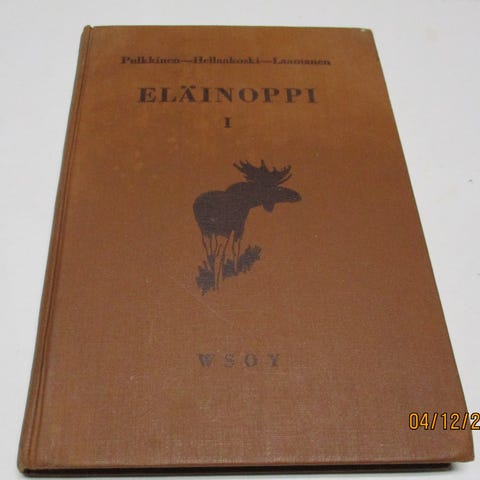 Pulkkinen—Hellaakoski—Laamanen
ELÄINOPPI
I
WSOY
04/12/2